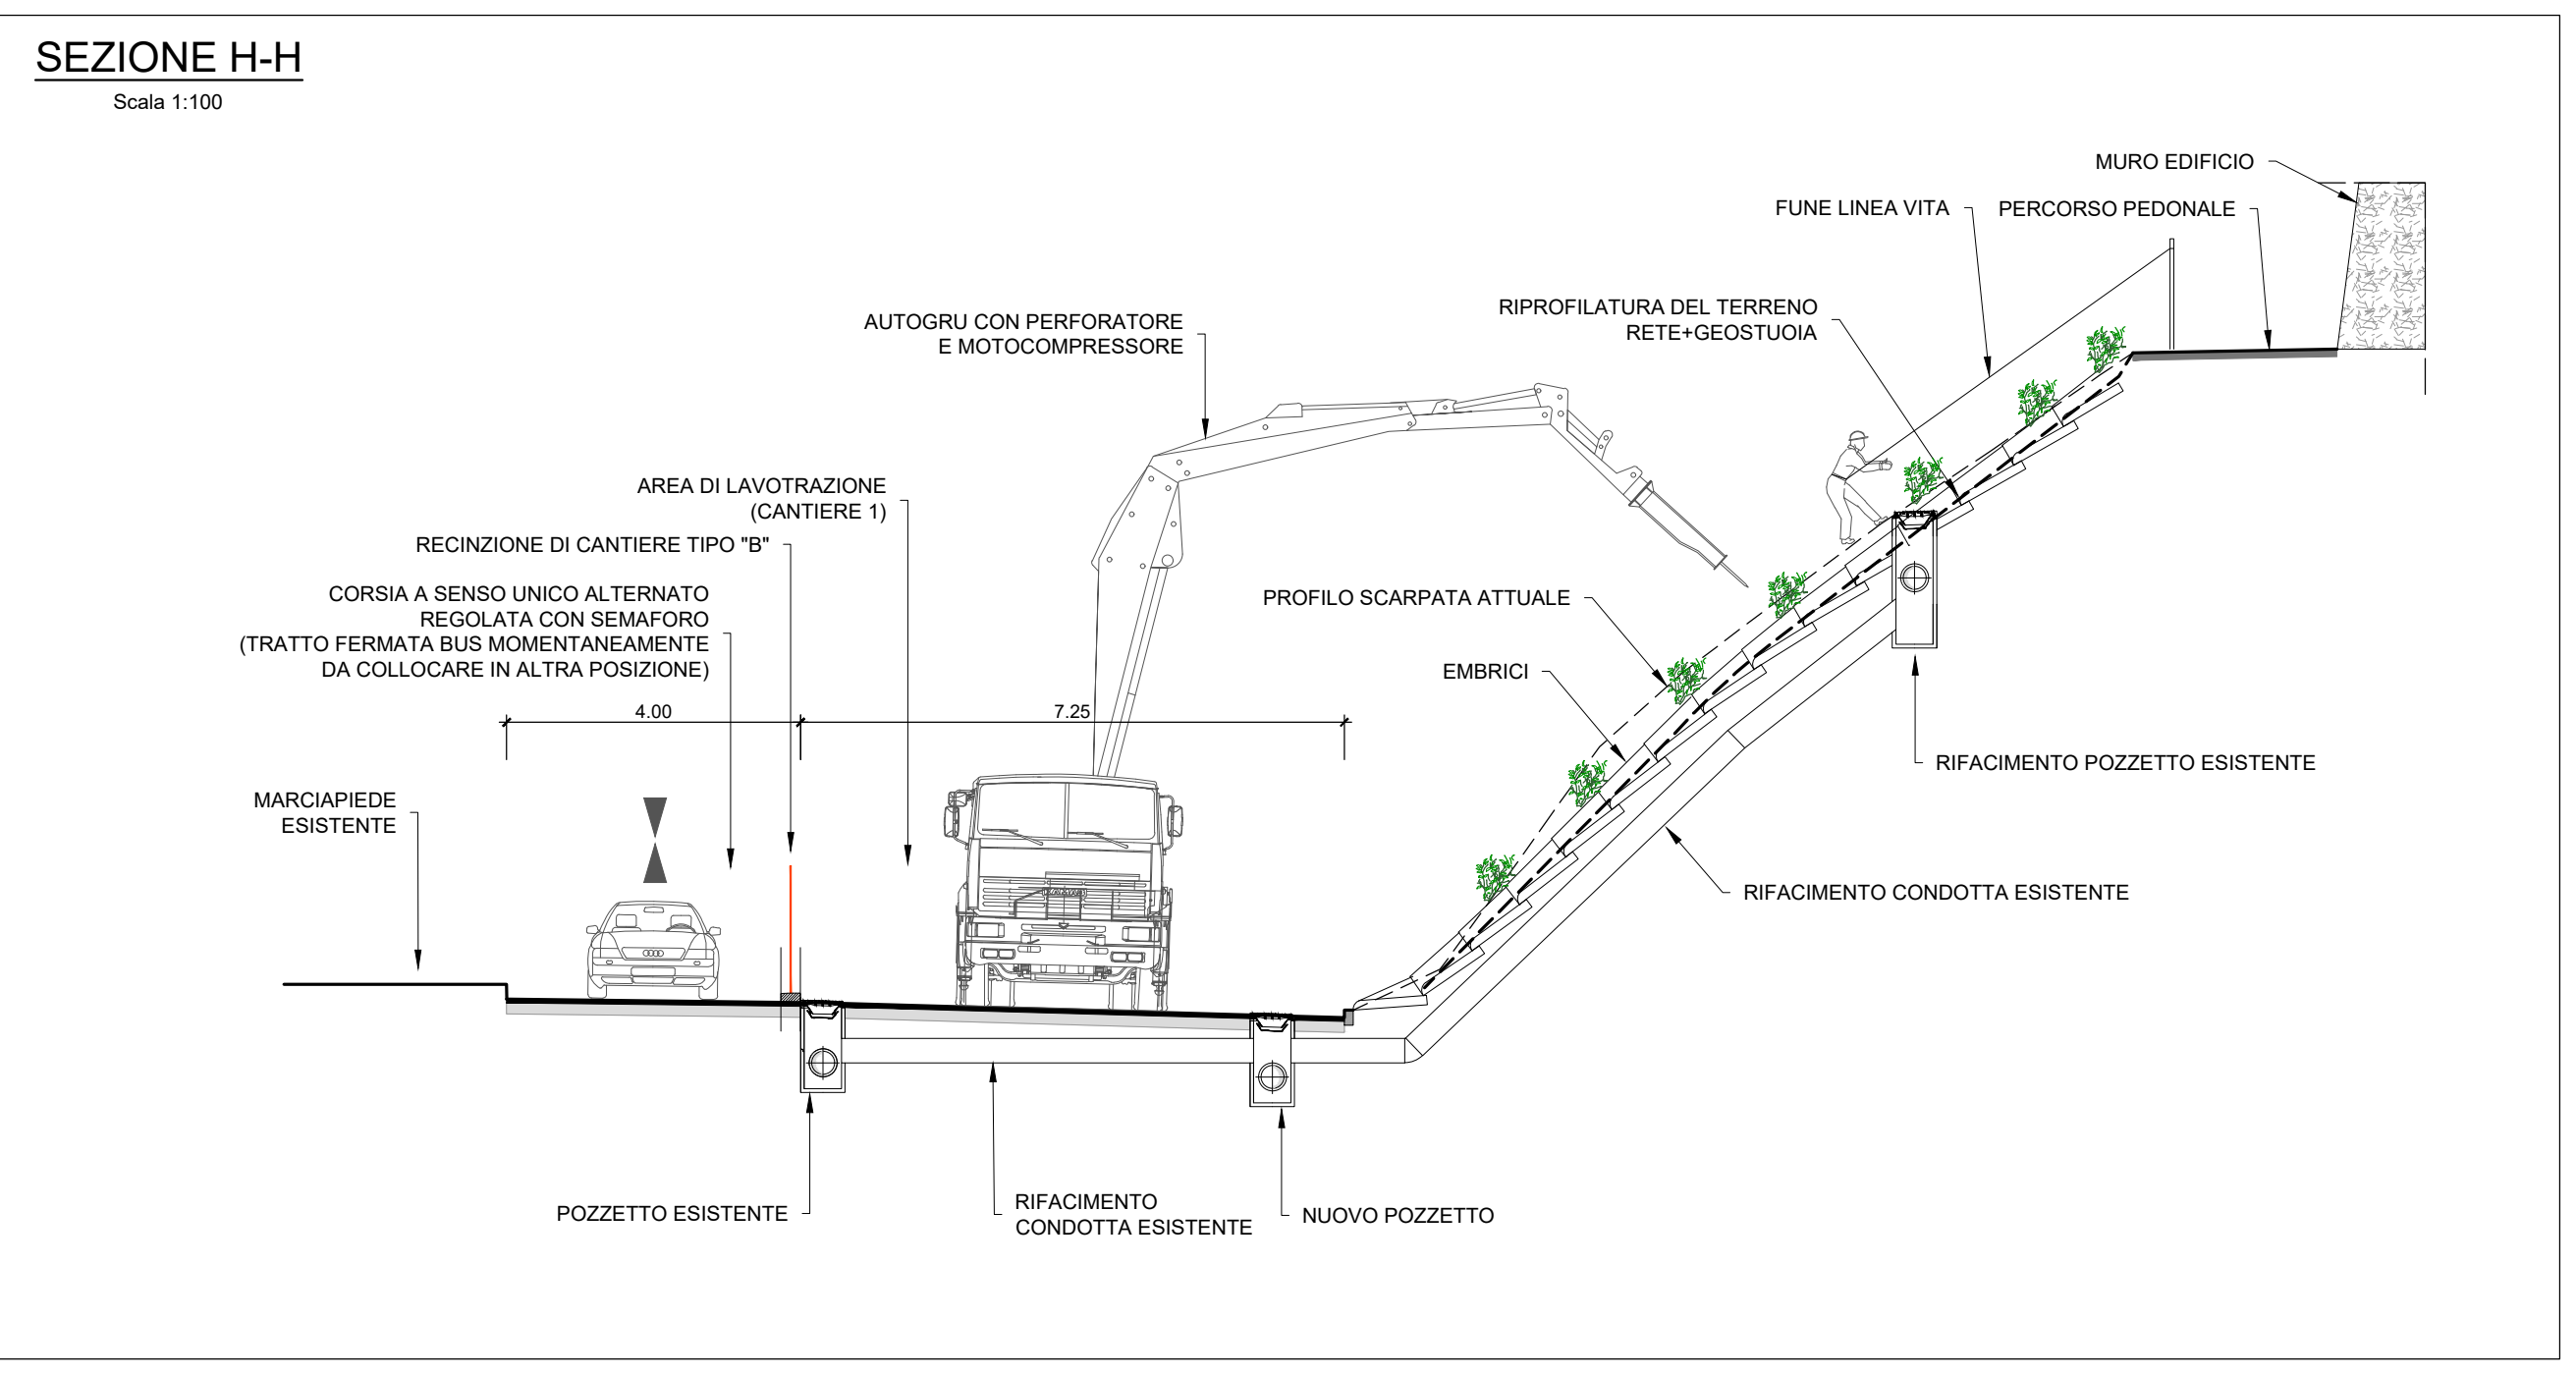 SEZIONE H-H
Scala 1:100
MURO EDIFICIO
FUNE LINEA VITA
PERCORSO PEDONALE
RIPROFILATURA DEL TERRENO
RETE+GEOSTUOIA
AUTOGRU CON PERFORATORE
E MOTOCOMPRESSORE
AREA DI LAVOTRAZIONE
(CANTIERE 1)
RECINZIONE DI CANTIERE TIPO "B"
CORSIA A SENSO UNICO ALTERNATO
REGOLATA CON SEMAFORO
(TRATTO FERMATA BUS MOMENTANEAMENTE
DA COLLOCARE IN ALTRA POSIZIONE)
PROFILO SCARPATA ATTUALE
EMBRICI
4.00
7.25
RIFACIMENTO POZZETTO ESISTENTE
MARCIAPIEDE
ESISTENTE
RIFACIMENTO CONDOTTA ESISTENTE
POZZETTO ESISTENTE
RIFACIMENTO
CONDOTTA ESISTENTE
NUOVO POZZETTO